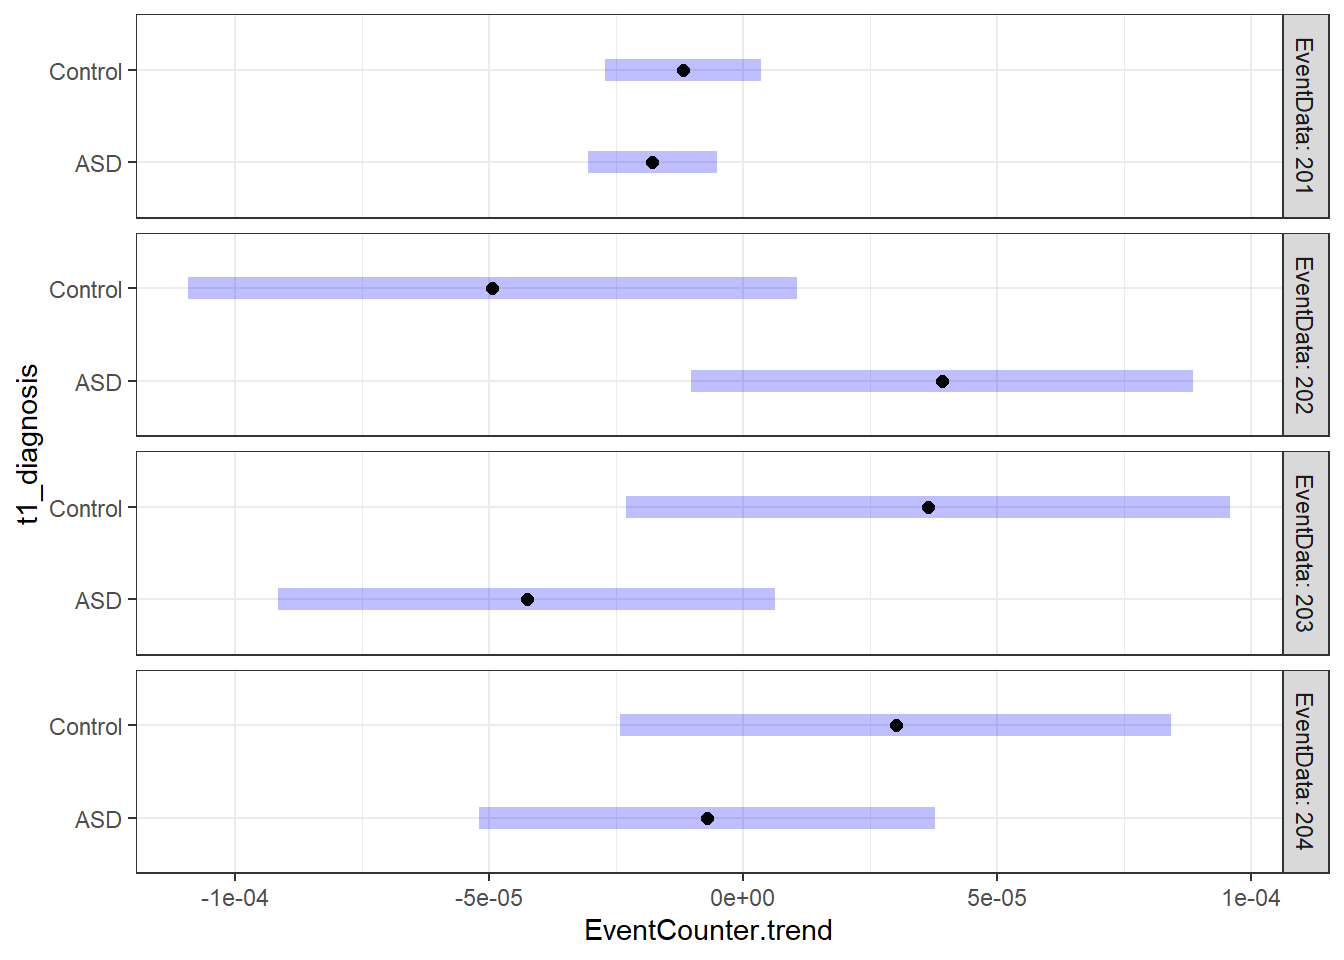 Control
ASD
EventData: 201
Control
ASD
EventData: 202
Control
ASD
EventData: 203
Control
ASD
EventData: 204
t1_diagnosis
-1e-04 -5e-05 0e+00 5e-05 1e-04
EventCounter.trend